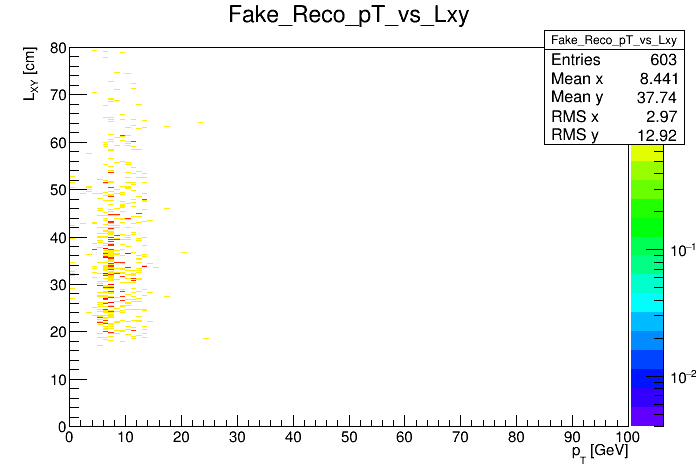 Fake_Reco_pT_vs_Lxy
Fake_Reco_pT_vs_Lxy
Entries 603
Mean x 8.441
Mean y 37.74
RMS x 2.97
RMS y 12.92
L_XY [cm]
80
70
60
50
40
30
20
10
0
0 10 20 30 40 50 60 70 80 90 100
p_T [GeV]
10⁻¹
10⁻²